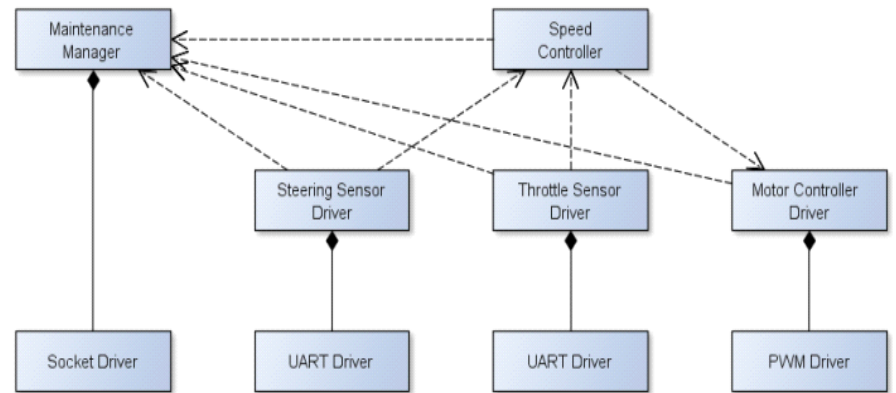 Maintenance
Manager
Speed
Controller
Steering Sensor
Driver
Throttle Sensor
Driver
Motor Controller
Driver
Socket Driver
UART Driver
UART Driver
PWM Driver